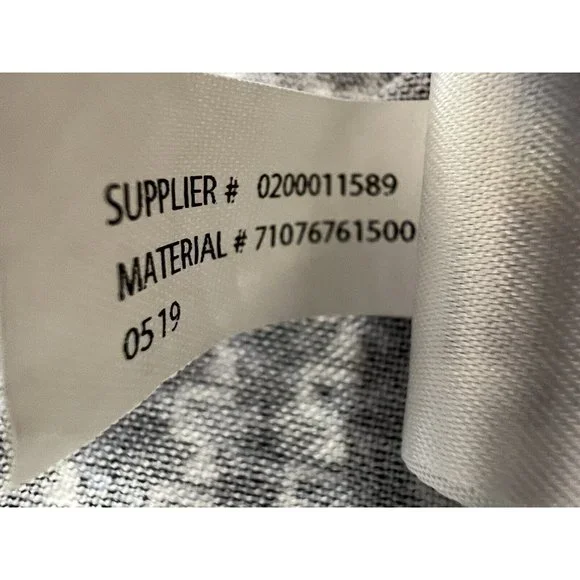 SUPPLIER # 0200011589
MATERIAL # 71076761500
0519